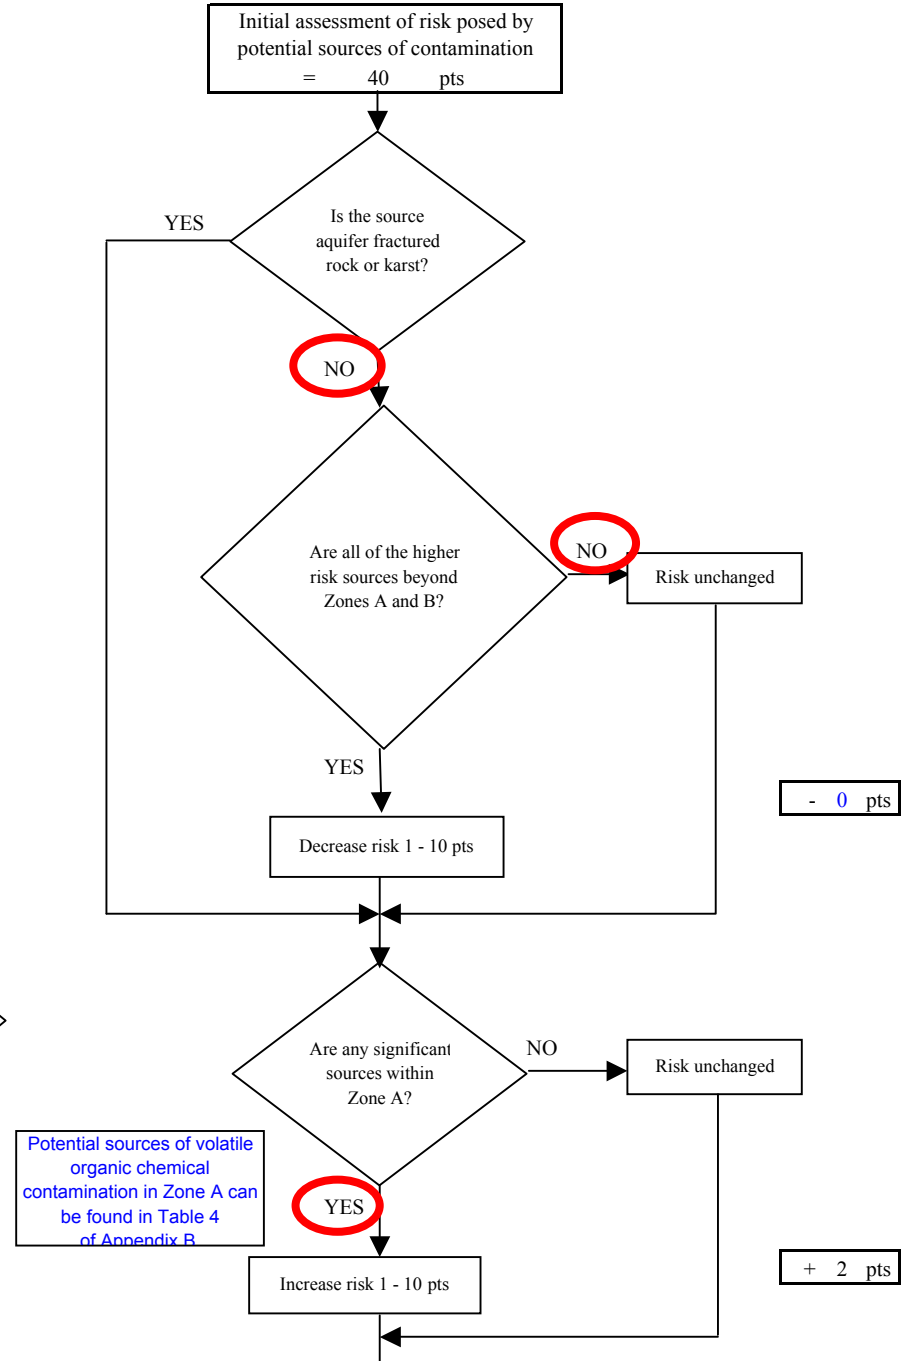 Initial assessment of risk posed by
potential sources of contamination
= 40 pts
YES
Is the source
aquifer fractured
rock or karst?
NO
Are all of the higher
risk sources beyond
Zones A and B?
NO
Risk unchanged
YES
- 0 pts
Decrease risk 1 - 10 pts
Are any significant
sources within
Zone A?
NO
Risk unchanged
Potential sources of volatile
organic chemical
contamination in Zone A can
be found in Table 4
of Appendix B
YES
Increase risk 1 - 10 pts
+ 2 pts